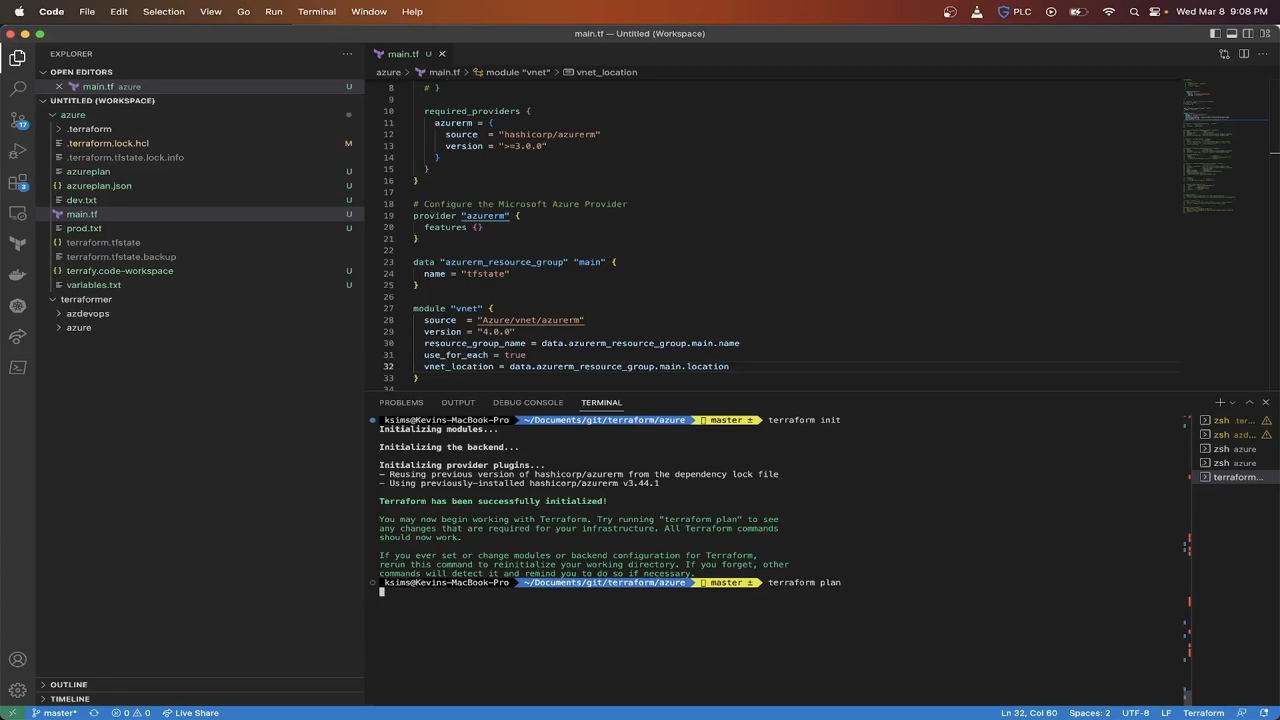 Code File Edit Selection View Go Run Terminal Window Help PLC Wed Mar 8 9:08 PM
main.tf — Untitled (Workspace)
EXPLORER
OPEN EDITORS
main.tf azure U
UNTITLED (WORKSPACE)
azure
.terraform
.terraform.lock.hcl M
.terraform.tfstate.lock.info
azureplan U
azureplan.json U
dev.txt U
main.tf U
prod.txt U
terraform.tfstate
terraform.tfstate.backup
terrafy.code-workspace U
variables.txt U
terraformer
azdevops
azure
OUTLINE
TIMELINE
17
3
main.tf U
azure > main.tf > module "vnet" > vnet_location
8 # }
9
10 required_providers {
11 azurerm = {
12 source = "hashicorp/azurerm"
13 version = ">=3.0.0"
14 }
15 }
16 }
17
18 # Configure the Microsoft Azure Provider
19 provider "azurerm" {
20 features {}
21 }
22
23 data "azurerm_resource_group" "main" {
24 name = "tfstate"
25 }
26
27 module "vnet" {
28 source = "Azure/vnet/azurerm"
29 version = "4.0.0"
30 resource_group_name = data.azurerm_resource_group.main.name
31 use_for_each = true
32 vnet_location = data.azurerm_resource_group.main.location
33 }
34
PROBLEMS OUTPUT DEBUG CONSOLE TERMINAL
ksims@Kevins-MacBook-Pro ~/Documents/git/terraform/azure master ± terraform init
Initializing modules...
Initializing the backend...
Initializing provider plugins...
- Reusing previous version of hashicorp/azurerm from the dependency lock file
- Using previously-installed hashicorp/azurerm v3.44.1
Terraform has been successfully initialized!
You may now begin working with Terraform. Try running "terraform plan" to see
any changes that are required for your infrastructure. All Terraform commands
should now work.
If you ever set or change modules or backend configuration for Terraform,
rerun this command to reinitialize your working directory. If you forget, other
commands will detect it and remind you to do so if necessary.
ksims@Kevins-MacBook-Pro ~/Documents/git/terraform/azure master ± terraform plan
zsh ter...
zsh azd...
zsh azure
zsh azure
terraform...
master* 0 0 Live Share Ln 32, Col 60 Spaces: 2 UTF-8 LF Terraform